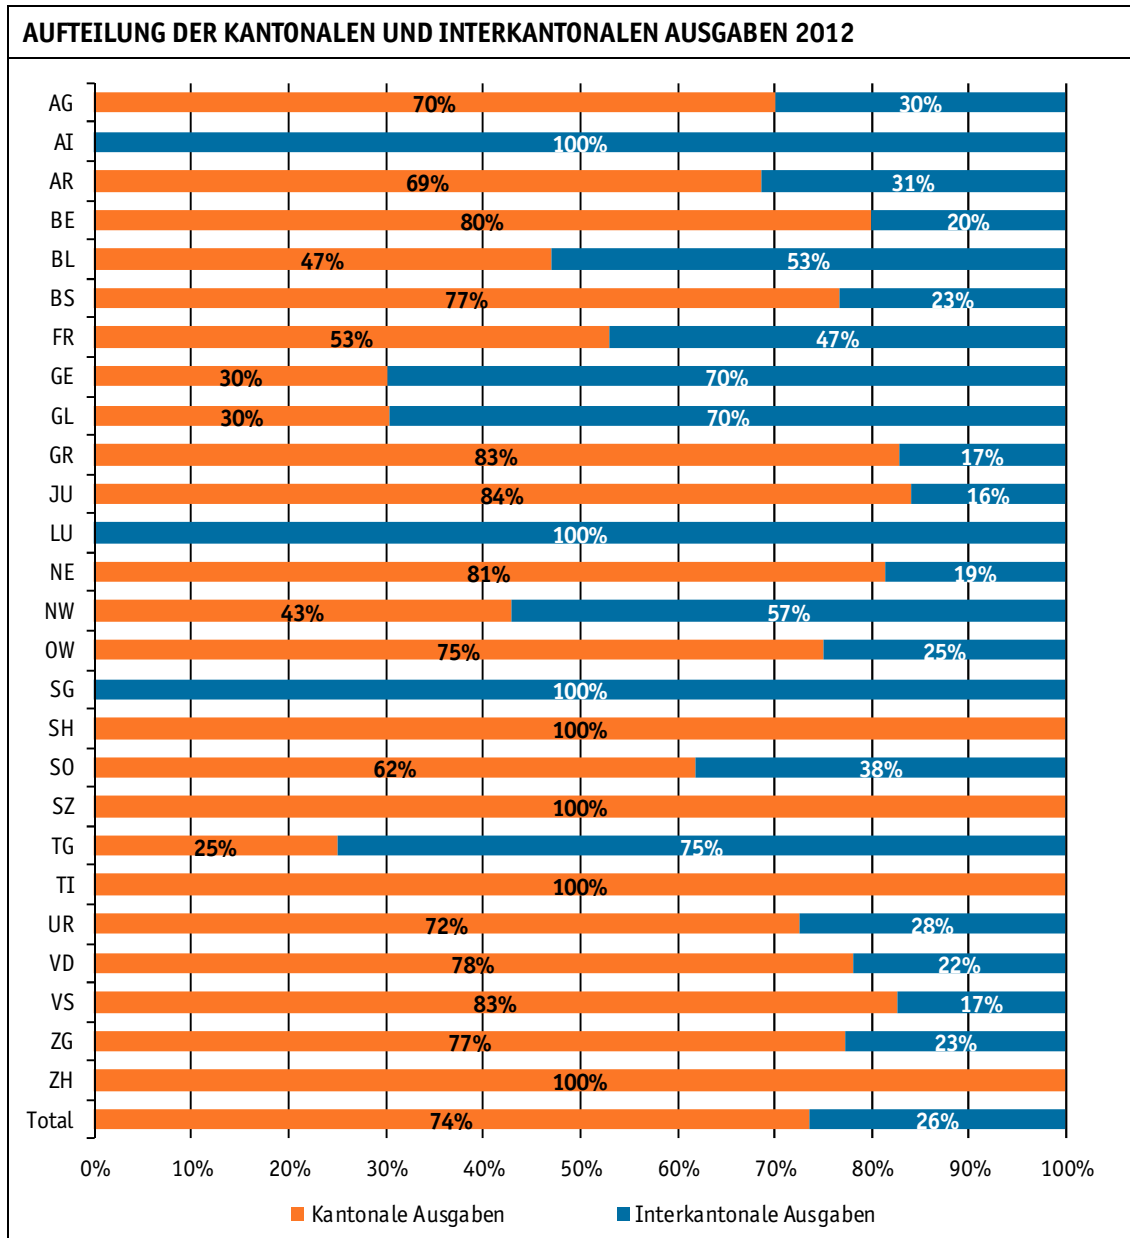 AUFTEILUNG DER KANTONALEN UND INTERKANTONALEN AUSGABEN 2012
AG 70% 30%
AI 100%
AR 69% 31%
BE 80% 20%
BL 47% 53%
BS 77% 23%
FR 53% 47%
GE 30% 70%
GL 30% 70%
GR 83% 17%
JU 84% 16%
LU 100%
NE 81% 19%
NW 43% 57%
OW 75% 25%
SG 100%
SH 100%
SO 62% 38%
SZ 100%
TG 25% 75%
TI 100%
UR 72% 28%
VD 78% 22%
VS 83% 17%
ZG 77% 23%
ZH 100%
Total 74% 26%
0% 10% 20% 30% 40% 50% 60% 70% 80% 90% 100%
Kantonale Ausgaben Interkantonale Ausgaben